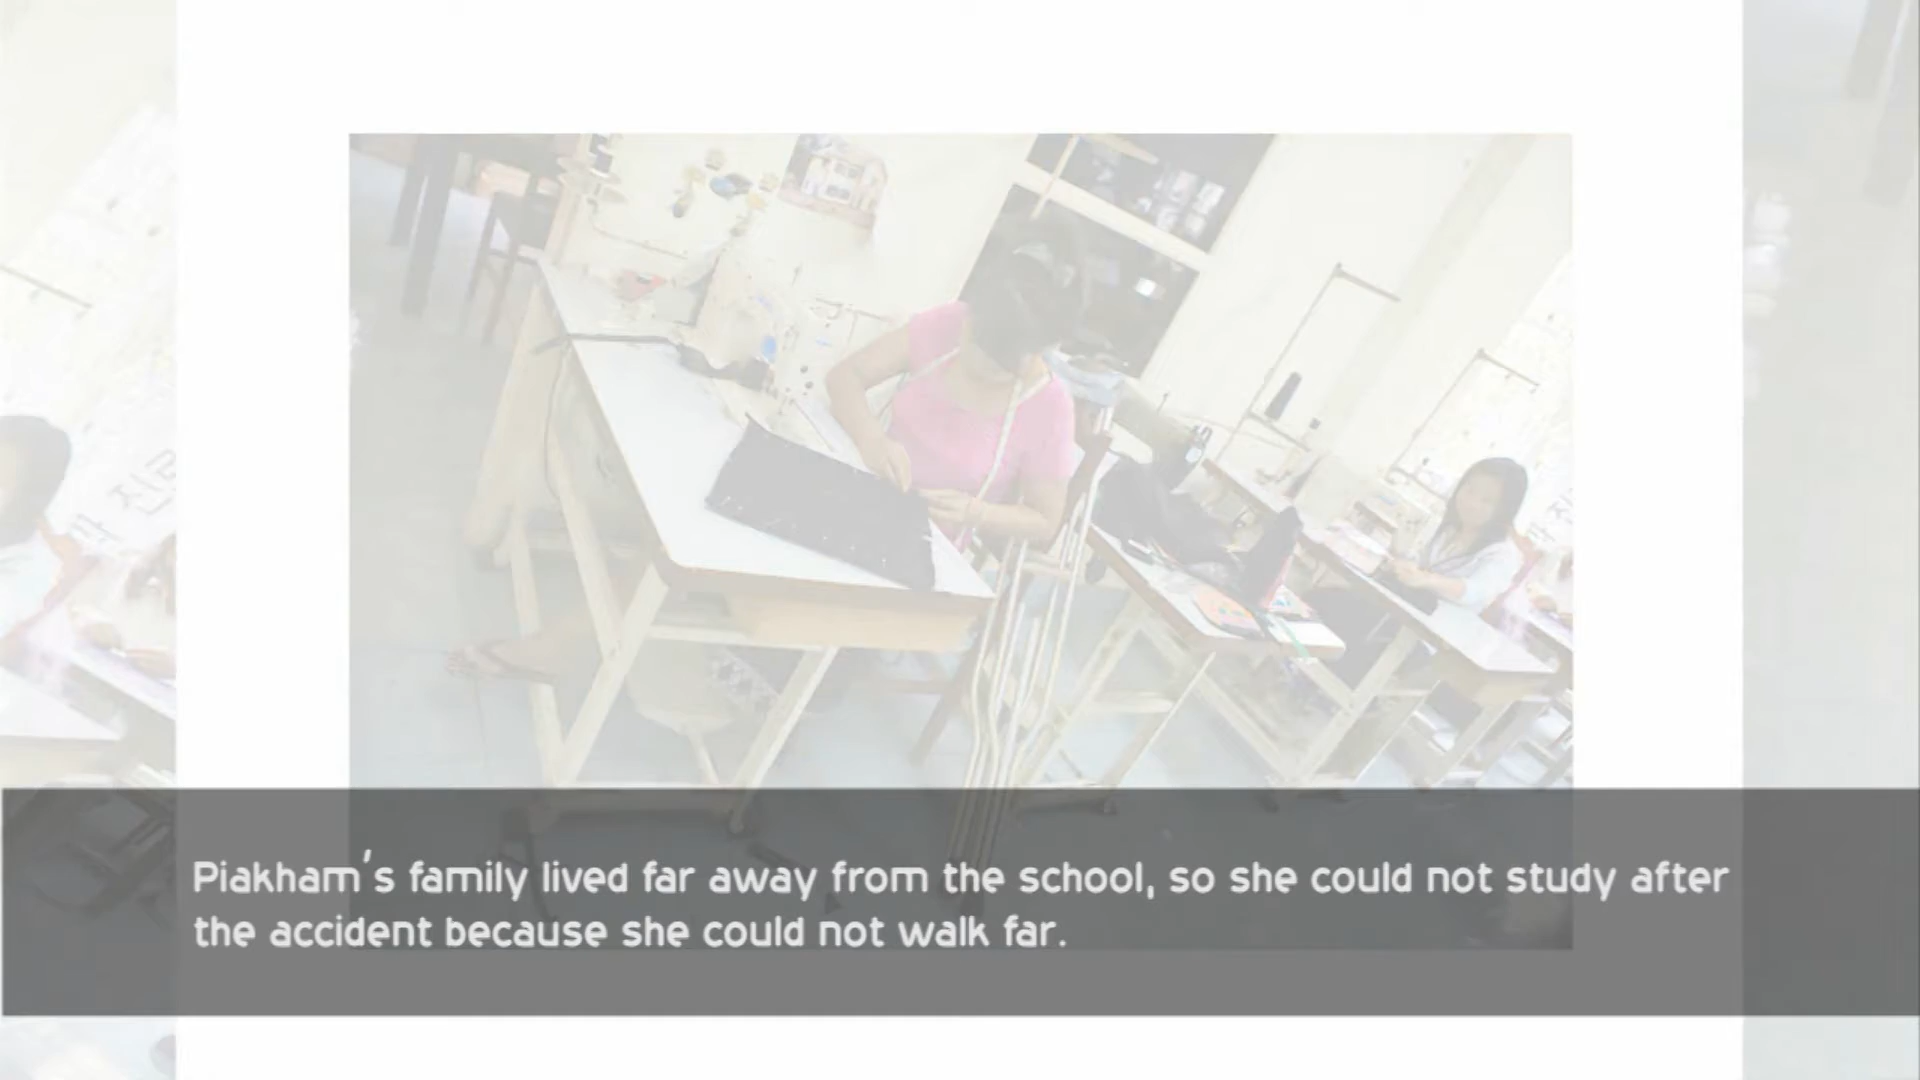 Piakham's family lived far away from the school, so she could not study after
the accident because she could not walk far.